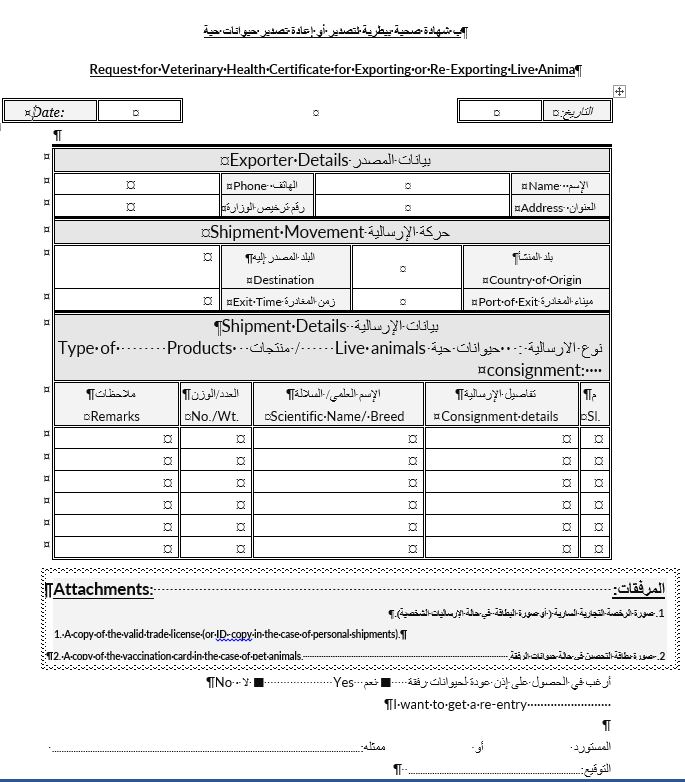 ب شهادة صحية بيطرية لتصدير أو إعادة تصدير حيوانات حية
Request for Veterinary Health Certificate for Exporting or Re-Exporting Live Anima
Date: التاريخ:
بيانات المصدر Exporter Details
الإسم Name الهاتف Phone
العنوان Address رقم ترخيص الوزارة
حركة الإرسالية Shipment Movement
بلد المنشأ البلد المصدر إليه
Country of Origin Destination
ميناء المغادرة Port of Exit زمن المغادرة Exit Time
بيانات الإرسالية Shipment Details
نوع الارسالية : حيوانات حية Live animals / منتجات Products Type of
consignment:
م تفاصيل الإرسالية الإسم العلمي/ السلالة العدد/الوزن ملاحظات
Sl. Consignment details Scientific Name/ Breed No./Wt. Remarks
المرفقات: Attachments:
1. صورة الرخصة التجارية السارية ( أو صورة البطاقة في حالة الإرساليات الشخصية).
1. A copy of the valid trade license (or ID- copy in the case of personal shipments).
2. صورة بطاقة التحصين في حالة حيوانات الرفقة 2. A copy of the vaccination card in the case of pet animals.
أرغب في الحصول على إذن عودة لحيوانات رفقة ■ نعم Yes ■ لا No
I want to get a re-entry
المستورد أو ممثله:
التوقيع: